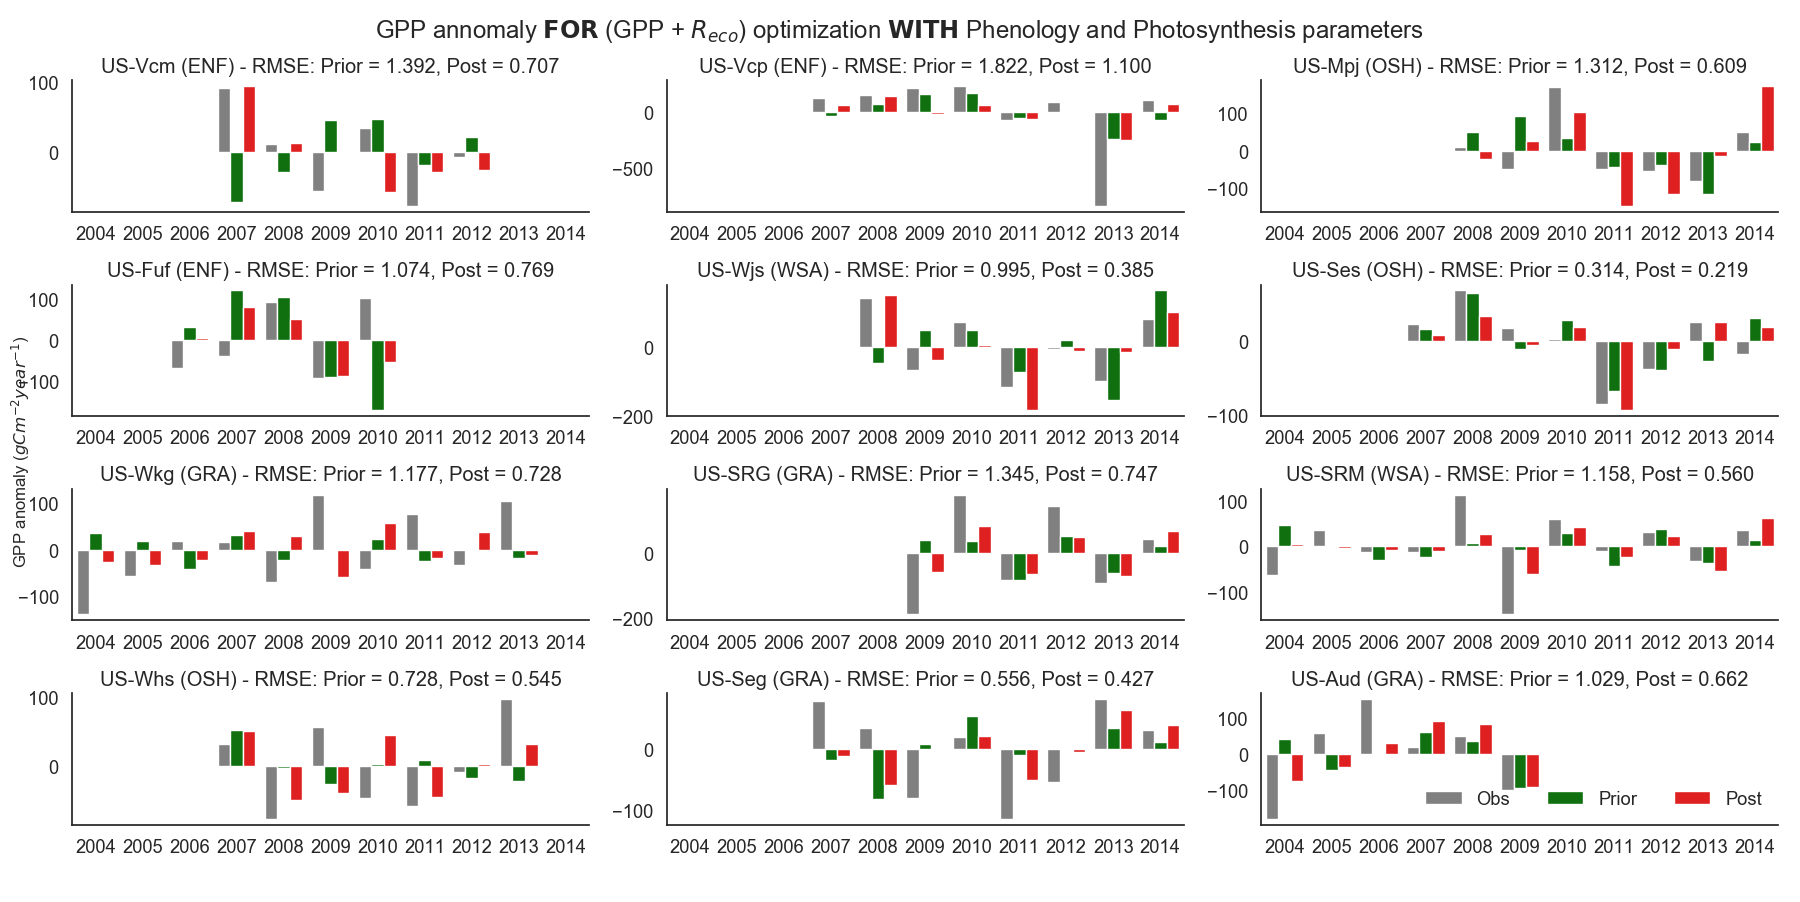 GPP annomaly FOR (GPP + R_eco) optimization WITH Phenology and Photosynthesis parameters
GPP anomaly (gCm⁻²year⁻¹)
US-Vcm (ENF) - RMSE: Prior = 1.392, Post = 0.707
100
0
2004 2005 2006 2007 2008 2009 2010 2011 2012 2013 2014
US-Vcp (ENF) - RMSE: Prior = 1.822, Post = 1.100
0
−500
2004 2005 2006 2007 2008 2009 2010 2011 2012 2013 2014
US-Mpj (OSH) - RMSE: Prior = 1.312, Post = 0.609
100
0
−100
2004 2005 2006 2007 2008 2009 2010 2011 2012 2013 2014
US-Fuf (ENF) - RMSE: Prior = 1.074, Post = 0.769
100
0
−100
2004 2005 2006 2007 2008 2009 2010 2011 2012 2013 2014
US-Wjs (WSA) - RMSE: Prior = 0.995, Post = 0.385
0
−200
2004 2005 2006 2007 2008 2009 2010 2011 2012 2013 2014
US-Ses (OSH) - RMSE: Prior = 0.314, Post = 0.219
0
−100
2004 2005 2006 2007 2008 2009 2010 2011 2012 2013 2014
US-Wkg (GRA) - RMSE: Prior = 1.177, Post = 0.728
100
0
−100
2004 2005 2006 2007 2008 2009 2010 2011 2012 2013 2014
US-SRG (GRA) - RMSE: Prior = 1.345, Post = 0.747
0
−200
2004 2005 2006 2007 2008 2009 2010 2011 2012 2013 2014
US-SRM (WSA) - RMSE: Prior = 1.158, Post = 0.560
100
0
−100
2004 2005 2006 2007 2008 2009 2010 2011 2012 2013 2014
US-Whs (OSH) - RMSE: Prior = 0.728, Post = 0.545
100
0
2004 2005 2006 2007 2008 2009 2010 2011 2012 2013 2014
US-Seg (GRA) - RMSE: Prior = 0.556, Post = 0.427
0
−100
2004 2005 2006 2007 2008 2009 2010 2011 2012 2013 2014
US-Aud (GRA) - RMSE: Prior = 1.029, Post = 0.662
100
0
−100
Obs Prior Post
2004 2005 2006 2007 2008 2009 2010 2011 2012 2013 2014